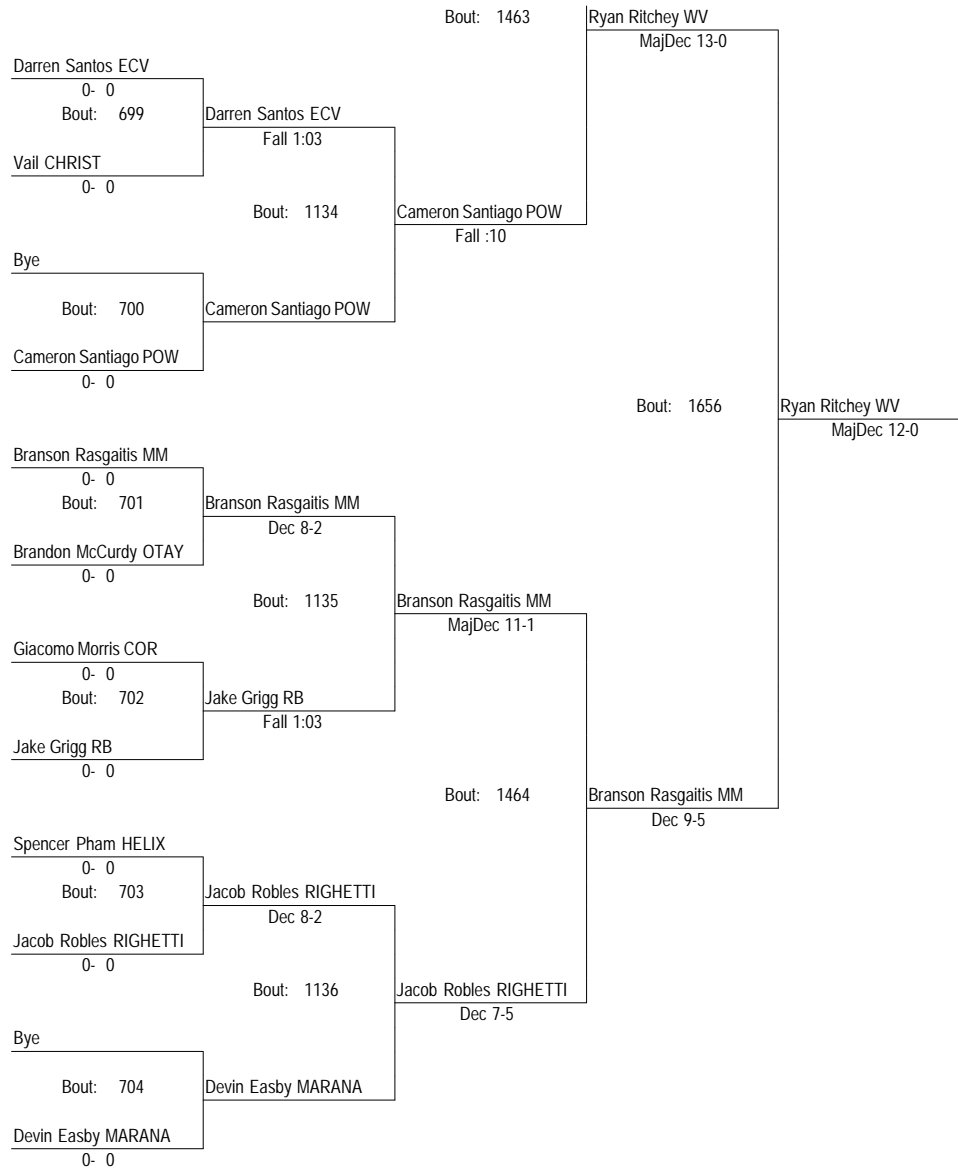 Bout: 1463 Ryan Ritchey WV
MajDec 13-0
Darren Santos ECV
0- 0
Bout: 699 Darren Santos ECV
Fall 1:03
Vail CHRIST
0- 0
Bout: 1134 Cameron Santiago POW
Fall :10
Bye
Bout: 700 Cameron Santiago POW
Cameron Santiago POW
0- 0
Bout: 1656 Ryan Ritchey WV
MajDec 12-0
Branson Rasgaitis MM
0- 0
Bout: 701 Branson Rasgaitis MM
Dec 8-2
Brandon McCurdy OTAY
0- 0
Bout: 1135 Branson Rasgaitis MM
MajDec 11-1
Giacomo Morris COR
0- 0
Bout: 702 Jake Grigg RB
Fall 1:03
Jake Grigg RB
0- 0
Bout: 1464 Branson Rasgaitis MM
Dec 9-5
Spencer Pham HELIX
0- 0
Bout: 703 Jacob Robles RIGHETTI
Dec 8-2
Jacob Robles RIGHETTI
0- 0
Bout: 1136 Jacob Robles RIGHETTI
Dec 7-5
Bye
Bout: 704 Devin Easby MARANA
Devin Easby MARANA
0- 0